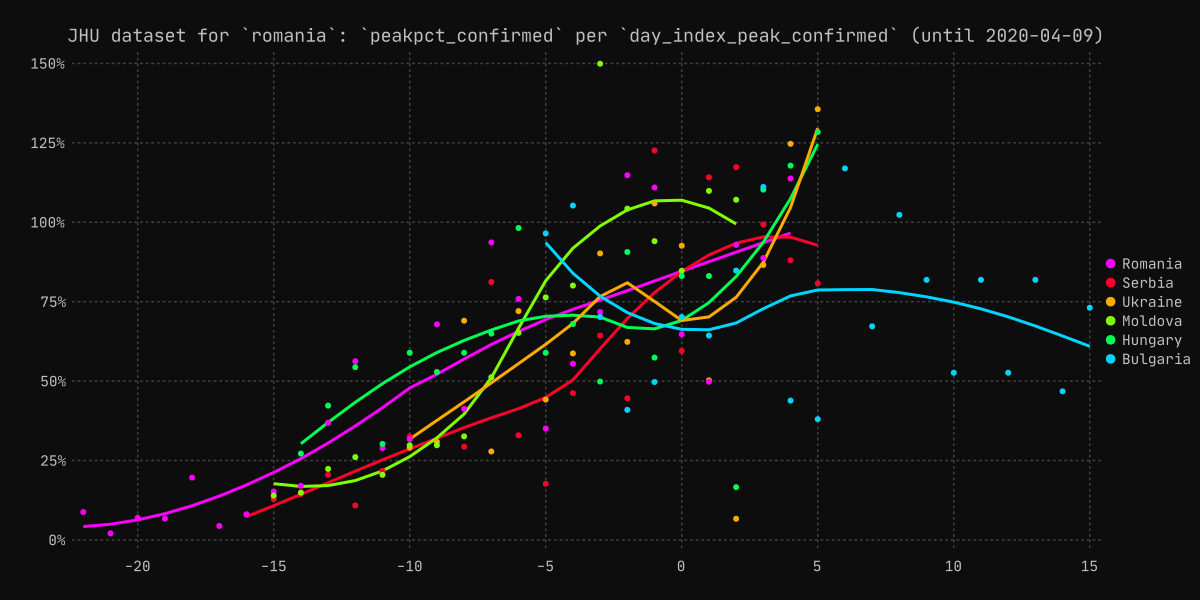 JHU dataset for `romania`: `peakpct_confirmed` per `day_index_peak_confirmed` (until 2020-04-09)
150%
125%
100%
75%
50%
25%
0%
-20 -15 -10 -5 0 5 10 15
Romania
Serbia
Ukraine
Moldova
Hungary
Bulgaria